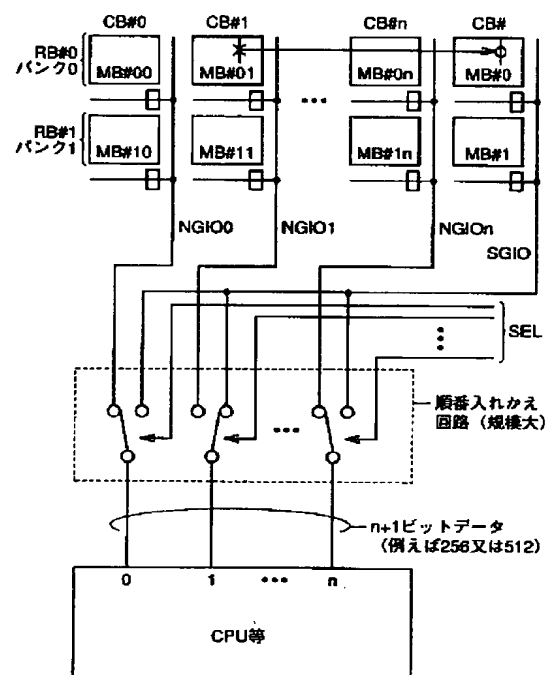 CB#0 CB#1 CB#n CB#
RB#0
バンク0
MB#00 MB#01 MB#0n MB#0
•••
RB#1
バンク1
MB#10 MB#11 MB#1n MB#1
NGIO0 NGIO1 NGIOn
SGIO
SEL
•••
順番入れかえ
回路（規模大）
•••
n+1ビットデータ
（例えば256又は512）
0 1 ••• n
CPU等